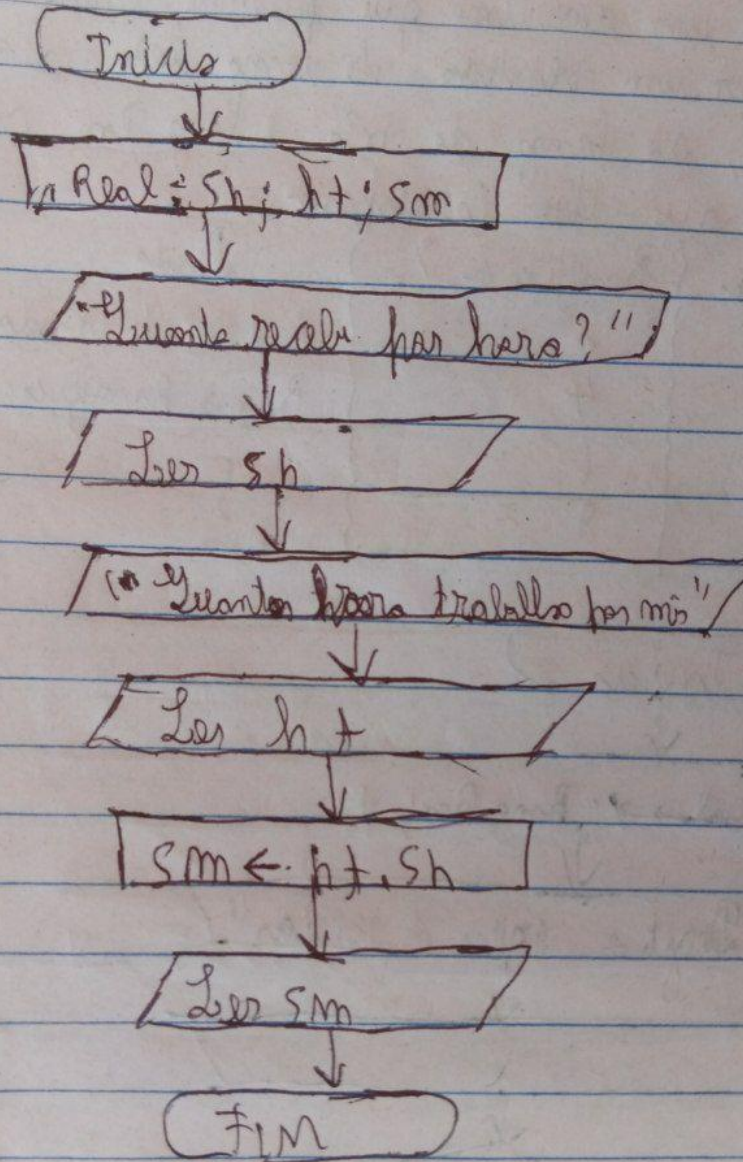 Inicio
Real: Sh; ht; Sm
"Quanto recebe por hora?"
Ler Sh
"Quantas horas trabalha por mês"
Ler ht
Sm ← ht . Sh
Ler Sm
FIM